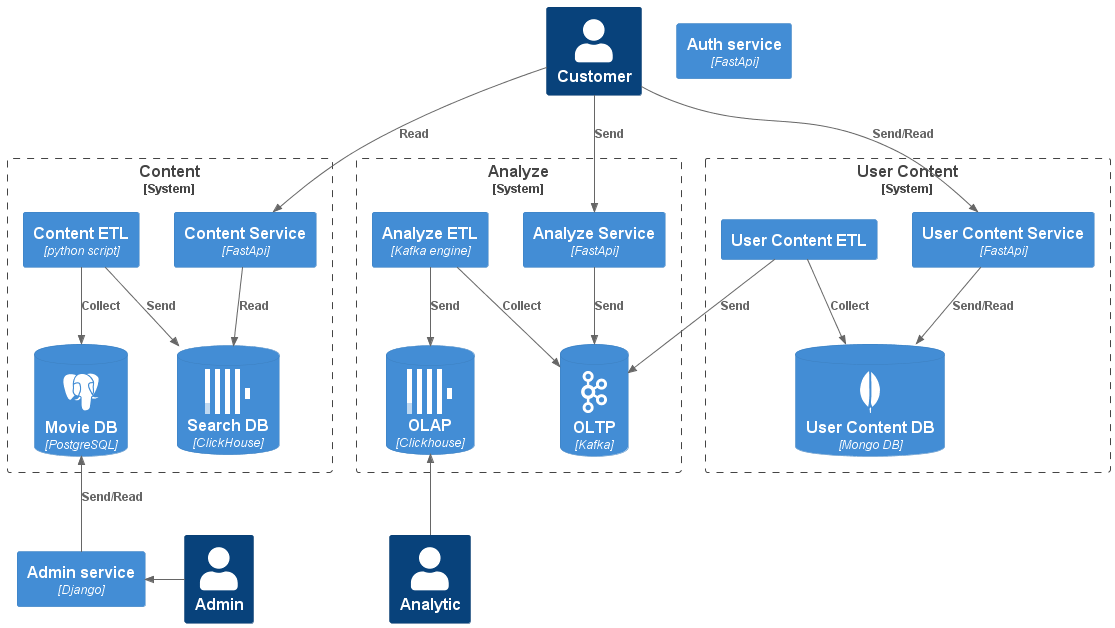 Customer
Auth service
[FastApi]
Read
Send
Send/Read
Content
[System]
Analyze
[System]
User Content
[System]
Content ETL
[python script]
Content Service
[FastApi]
Analyze ETL
[Kafka engine]
Analyze Service
[FastApi]
User Content ETL
User Content Service
[FastApi]
Collect
Send
Read
Send
Collect
Send
Send
Collect
Send/Read
Movie DB
[PostgreSQL]
Search DB
[ClickHouse]
OLAP
[Clickhouse]
OLTP
[Kafka]
User Content DB
[Mongo DB]
Send/Read
Admin service
[Django]
Admin
Analytic